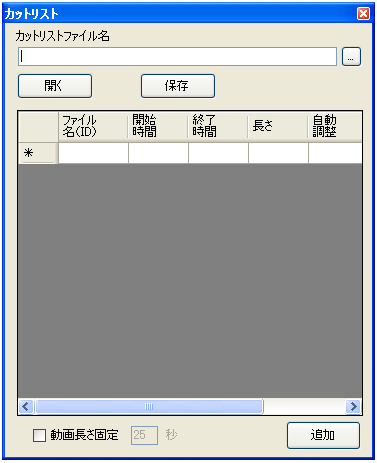 カットリスト
カットリストファイル名
...
開く
保存
ファイル
名(ID)
開始
時間
終了
時間
長さ
自動
調整
*
動画長さ固定
25
秒
追加